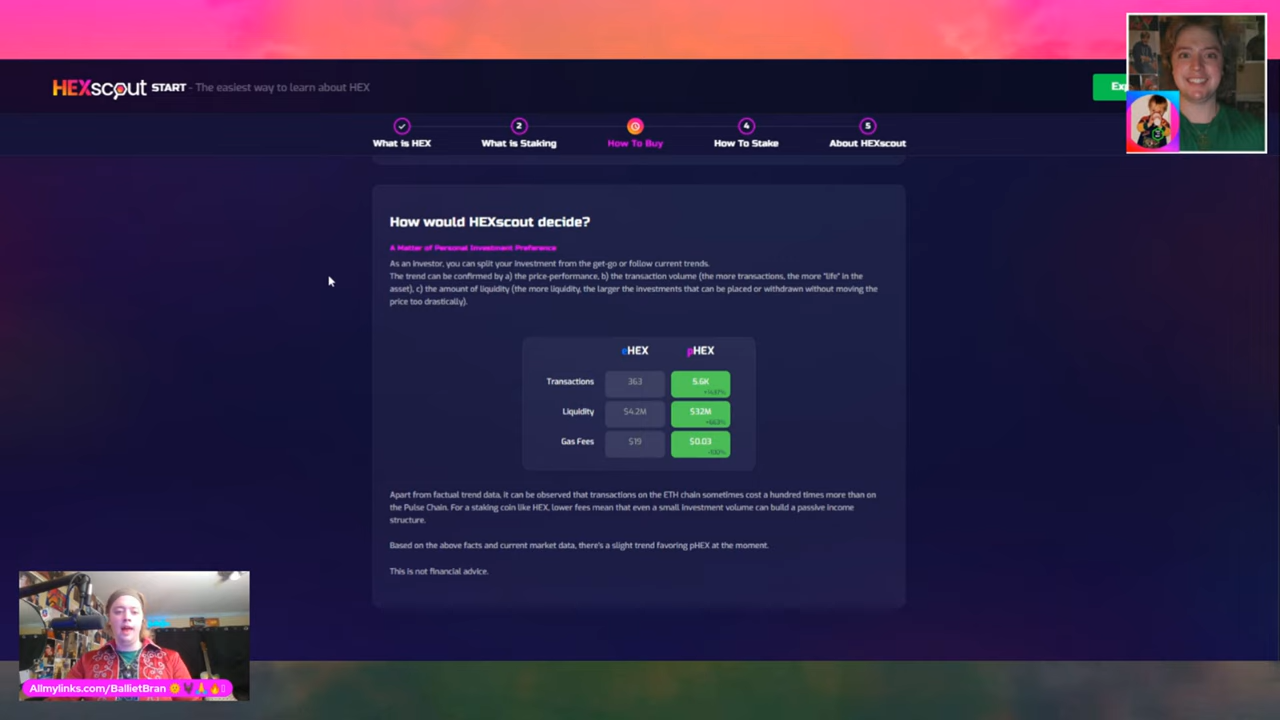 HEXscout START - The easiest way to learn about HEX
2
4
5
What is HEX
What is Staking
How To Buy
How To Stake
About HEXscout
How would HEXscout decide?
A Matter of Personal Investment Preference
As an investor, you can split your investment from the get-go or follow current trends.
The trend can be confirmed by a) the price-performance, b) the transaction volume (the more transactions, the more "life" in the
asset), c) the amount of liquidity (the more liquidity, the larger the investments that can be placed or withdrawn without moving the
price too drastically).
eHEX pHEX
Transactions 363 5.6K
Liquidity $4.2M $32M
Gas Fees $19 $0.03
-100%
Apart from factual trend data, it can be observed that transactions on the ETH chain sometimes cost a hundred times more than on
the Pulse Chain. For a staking coin like HEX, lower fees mean that even a small investment volume can build a passive income
structure.
Based on the above facts and current market data, there's a slight trend favoring pHEX at the moment.
This is not financial advice.
Allmylinks.com/BallietBran